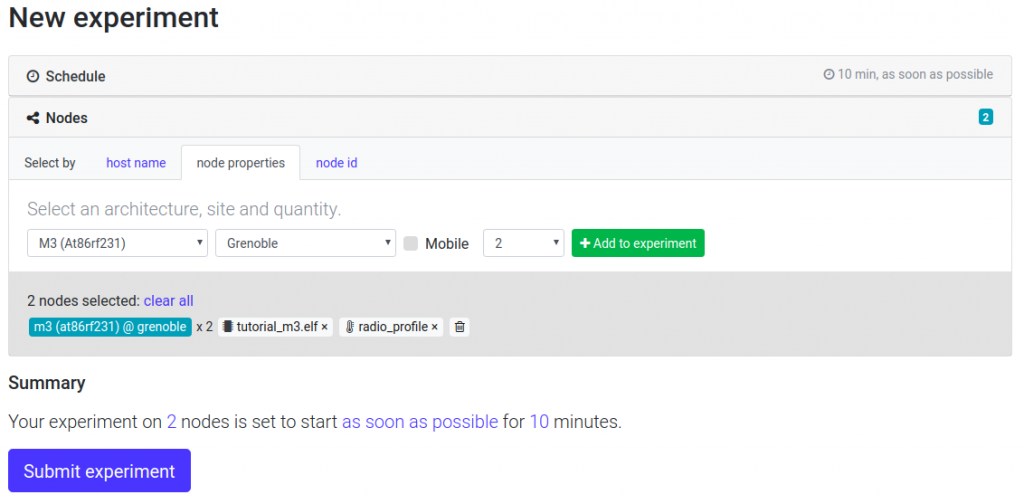 New experiment
Schedule 10 min, as soon as possible
Nodes 2
Select by host name node properties node id
Select an architecture, site and quantity.
M3 (At86rf231) Grenoble Mobile 2 Add to experiment
2 nodes selected: clear all
m3 (at86rf231) @ grenoble x 2 tutorial_m3.elf × radio_profile ×
Summary
Your experiment on 2 nodes is set to start as soon as possible for 10 minutes.
Submit experiment